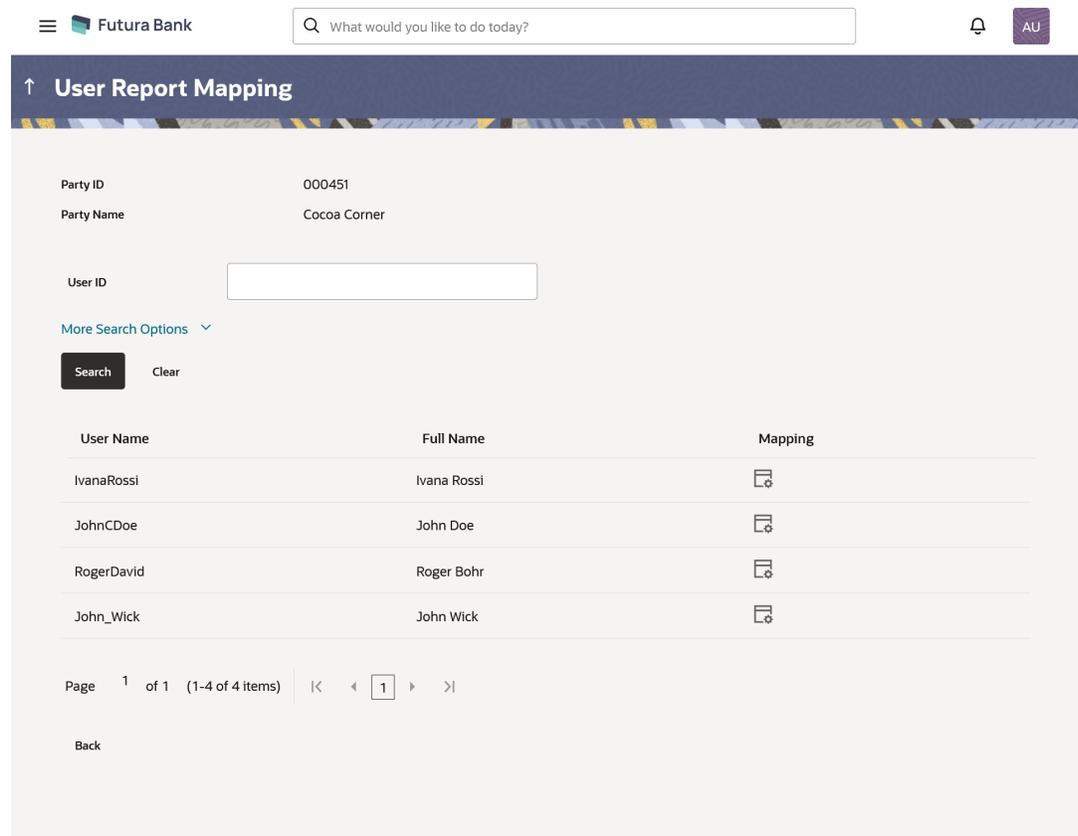 Futura Bank
What would you like to do today?
AU
User Report Mapping
Party ID 000451
Party Name Cocoa Corner
User ID
More Search Options
Search Clear
User Name Full Name Mapping
IvanaRossi Ivana Rossi
JohnCDoe John Doe
RogerDavid Roger Bohr
John_Wick John Wick
Page 1 of 1 (1-4 of 4 items) 1
Back